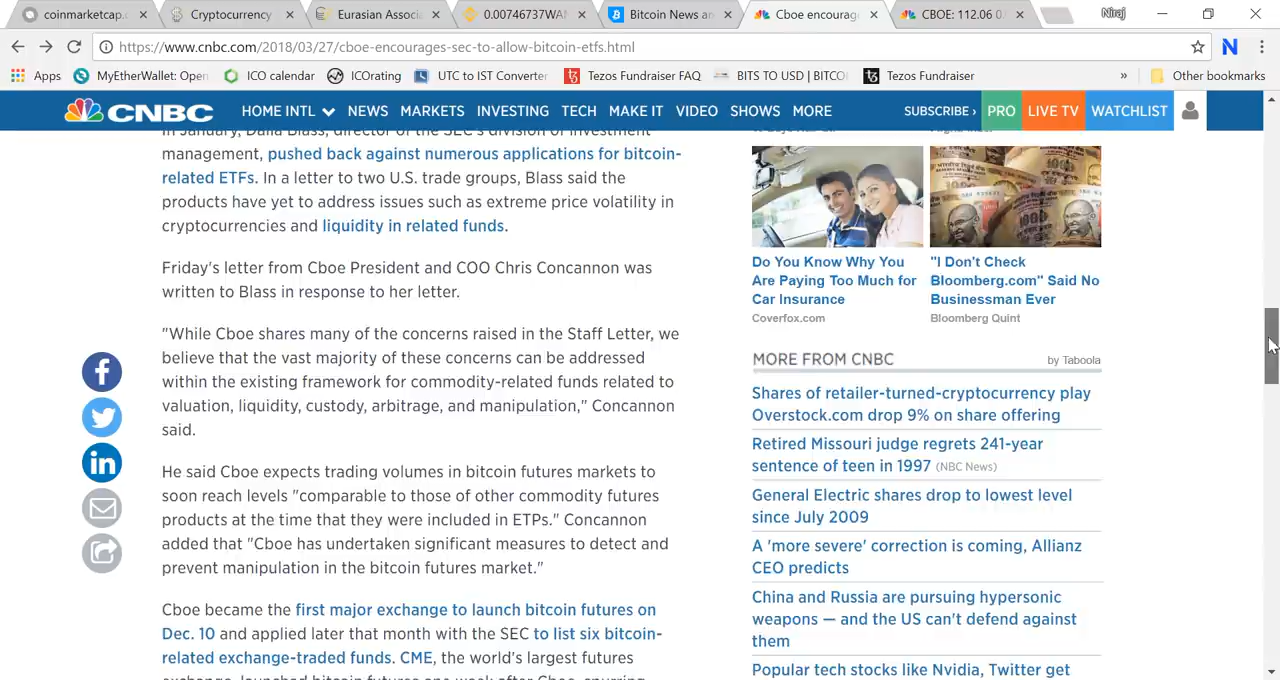 coinmarketcap.
Cryptocurrency
Eurasian Associ
0.00746737WAN
Bitcoin News an
Cboe encourag
CBOE: 112.06 0.
Niraj
https://www.cnbc.com/2018/03/27/cboe-encourages-sec-to-allow-bitcoin-etfs.html
N
Apps
MyEtherWallet: Open
ICO calendar
ICOrating
UTC to IST Converter
Tezos Fundraiser FAQ
BITS TO USD | BITCO
Tezos Fundraiser
»
Other bookmarks
CNBC
HOME INTL
NEWS
MARKETS
INVESTING
TECH
MAKE IT
VIDEO
SHOWS
MORE
SUBSCRIBE ›
PRO
LIVE TV
WATCHLIST
In January, Dalia Blass, director of the SEC's division of investment
management, pushed back against numerous applications for bitcoin-
related ETFs. In a letter to two U.S. trade groups, Blass said the
products have yet to address issues such as extreme price volatility in
cryptocurrencies and liquidity in related funds.
Friday's letter from Cboe President and COO Chris Concannon was
written to Blass in response to her letter.
"While Cboe shares many of the concerns raised in the Staff Letter, we
believe that the vast majority of these concerns can be addressed
within the existing framework for commodity-related funds related to
valuation, liquidity, custody, arbitrage, and manipulation," Concannon
said.
He said Cboe expects trading volumes in bitcoin futures markets to
soon reach levels "comparable to those of other commodity futures
products at the time that they were included in ETPs." Concannon
added that "Cboe has undertaken significant measures to detect and
prevent manipulation in the bitcoin futures market."
Cboe became the first major exchange to launch bitcoin futures on
Dec. 10 and applied later that month with the SEC to list six bitcoin-
related exchange-traded funds. CME, the world's largest futures
Do You Know Why You
Are Paying Too Much for
Car Insurance
Coverfox.com
"I Don't Check
Bloomberg.com" Said No
Businessman Ever
Bloomberg Quint
MORE FROM CNBC
by Taboola
Shares of retailer-turned-cryptocurrency play
Overstock.com drop 9% on share offering
Retired Missouri judge regrets 241-year
sentence of teen in 1997 (NBC News)
General Electric shares drop to lowest level
since July 2009
A 'more severe' correction is coming, Allianz
CEO predicts
China and Russia are pursuing hypersonic
weapons — and the US can't defend against
them
Popular tech stocks like Nvidia, Twitter get